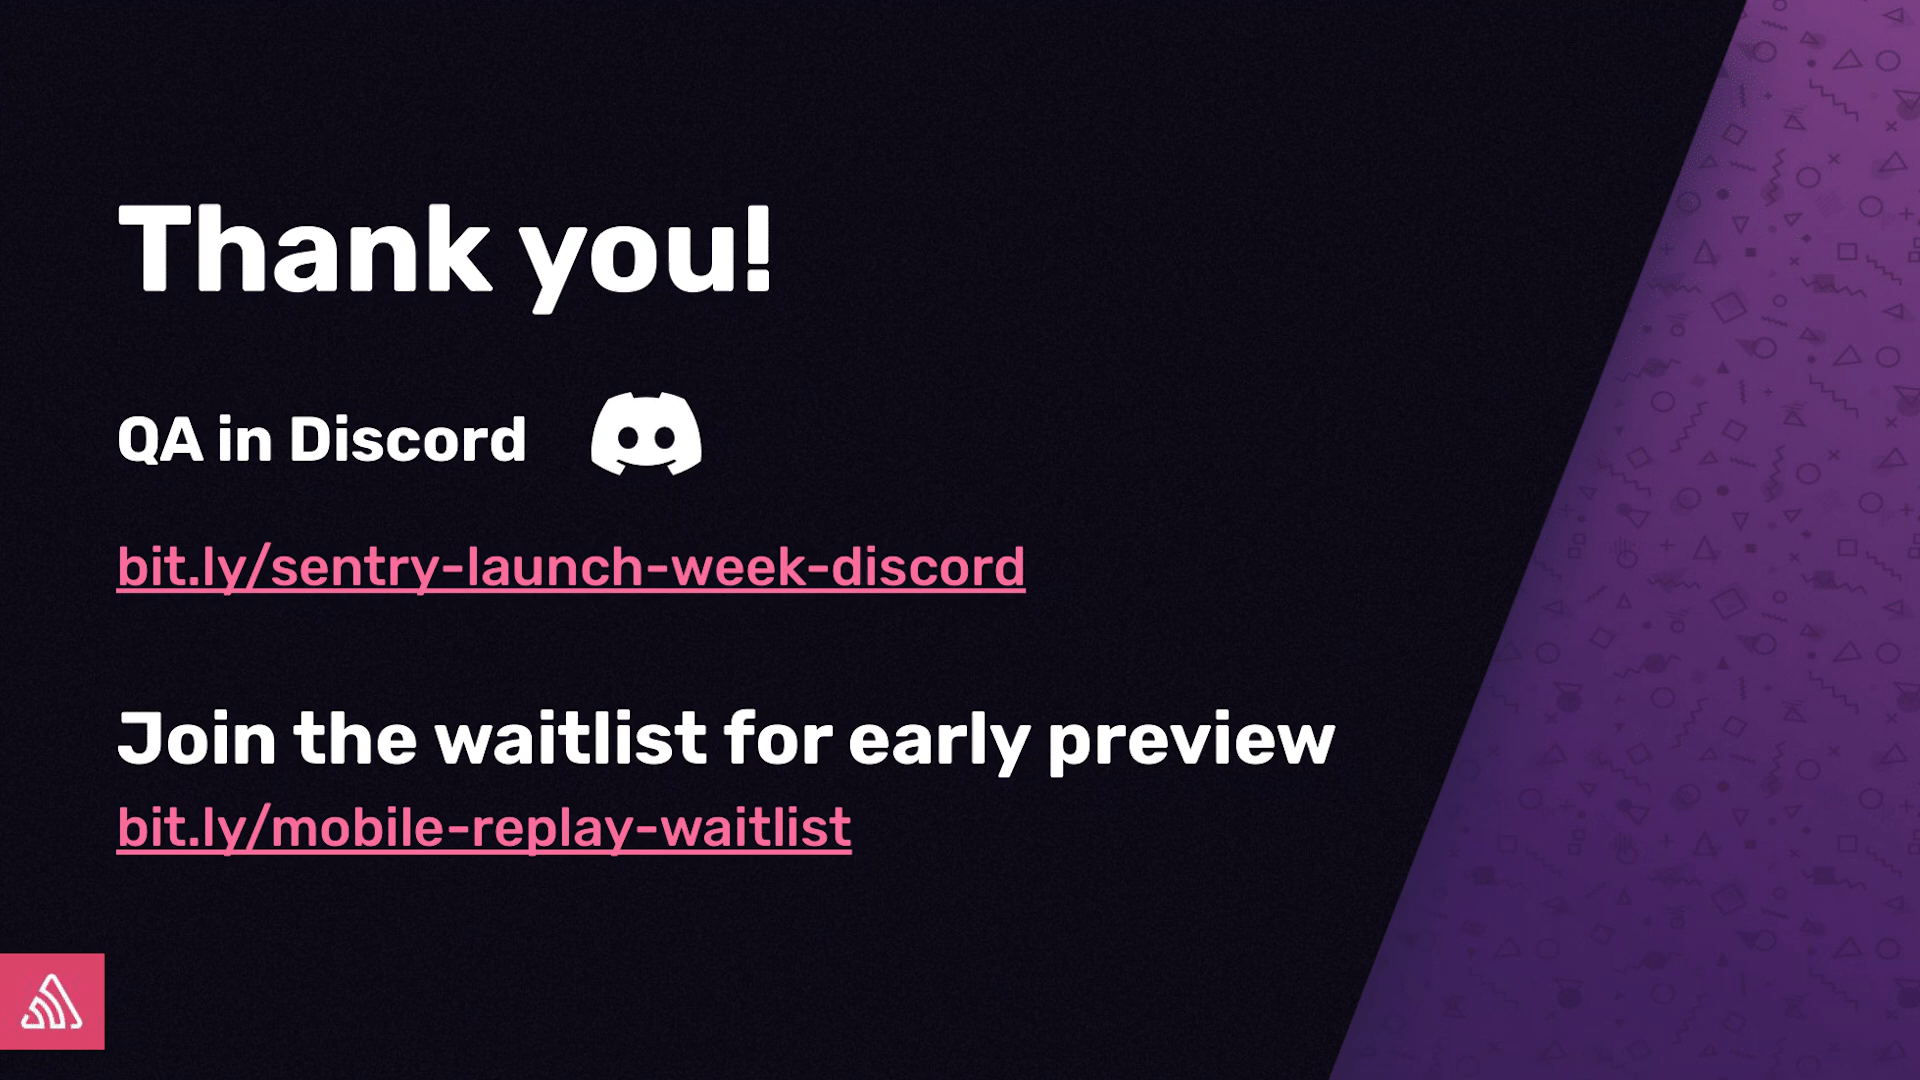 Thank you!
QA in Discord
bit.ly/sentry-launch-week-discord
Join the waitlist for early preview
bit.ly/mobile-replay-waitlist